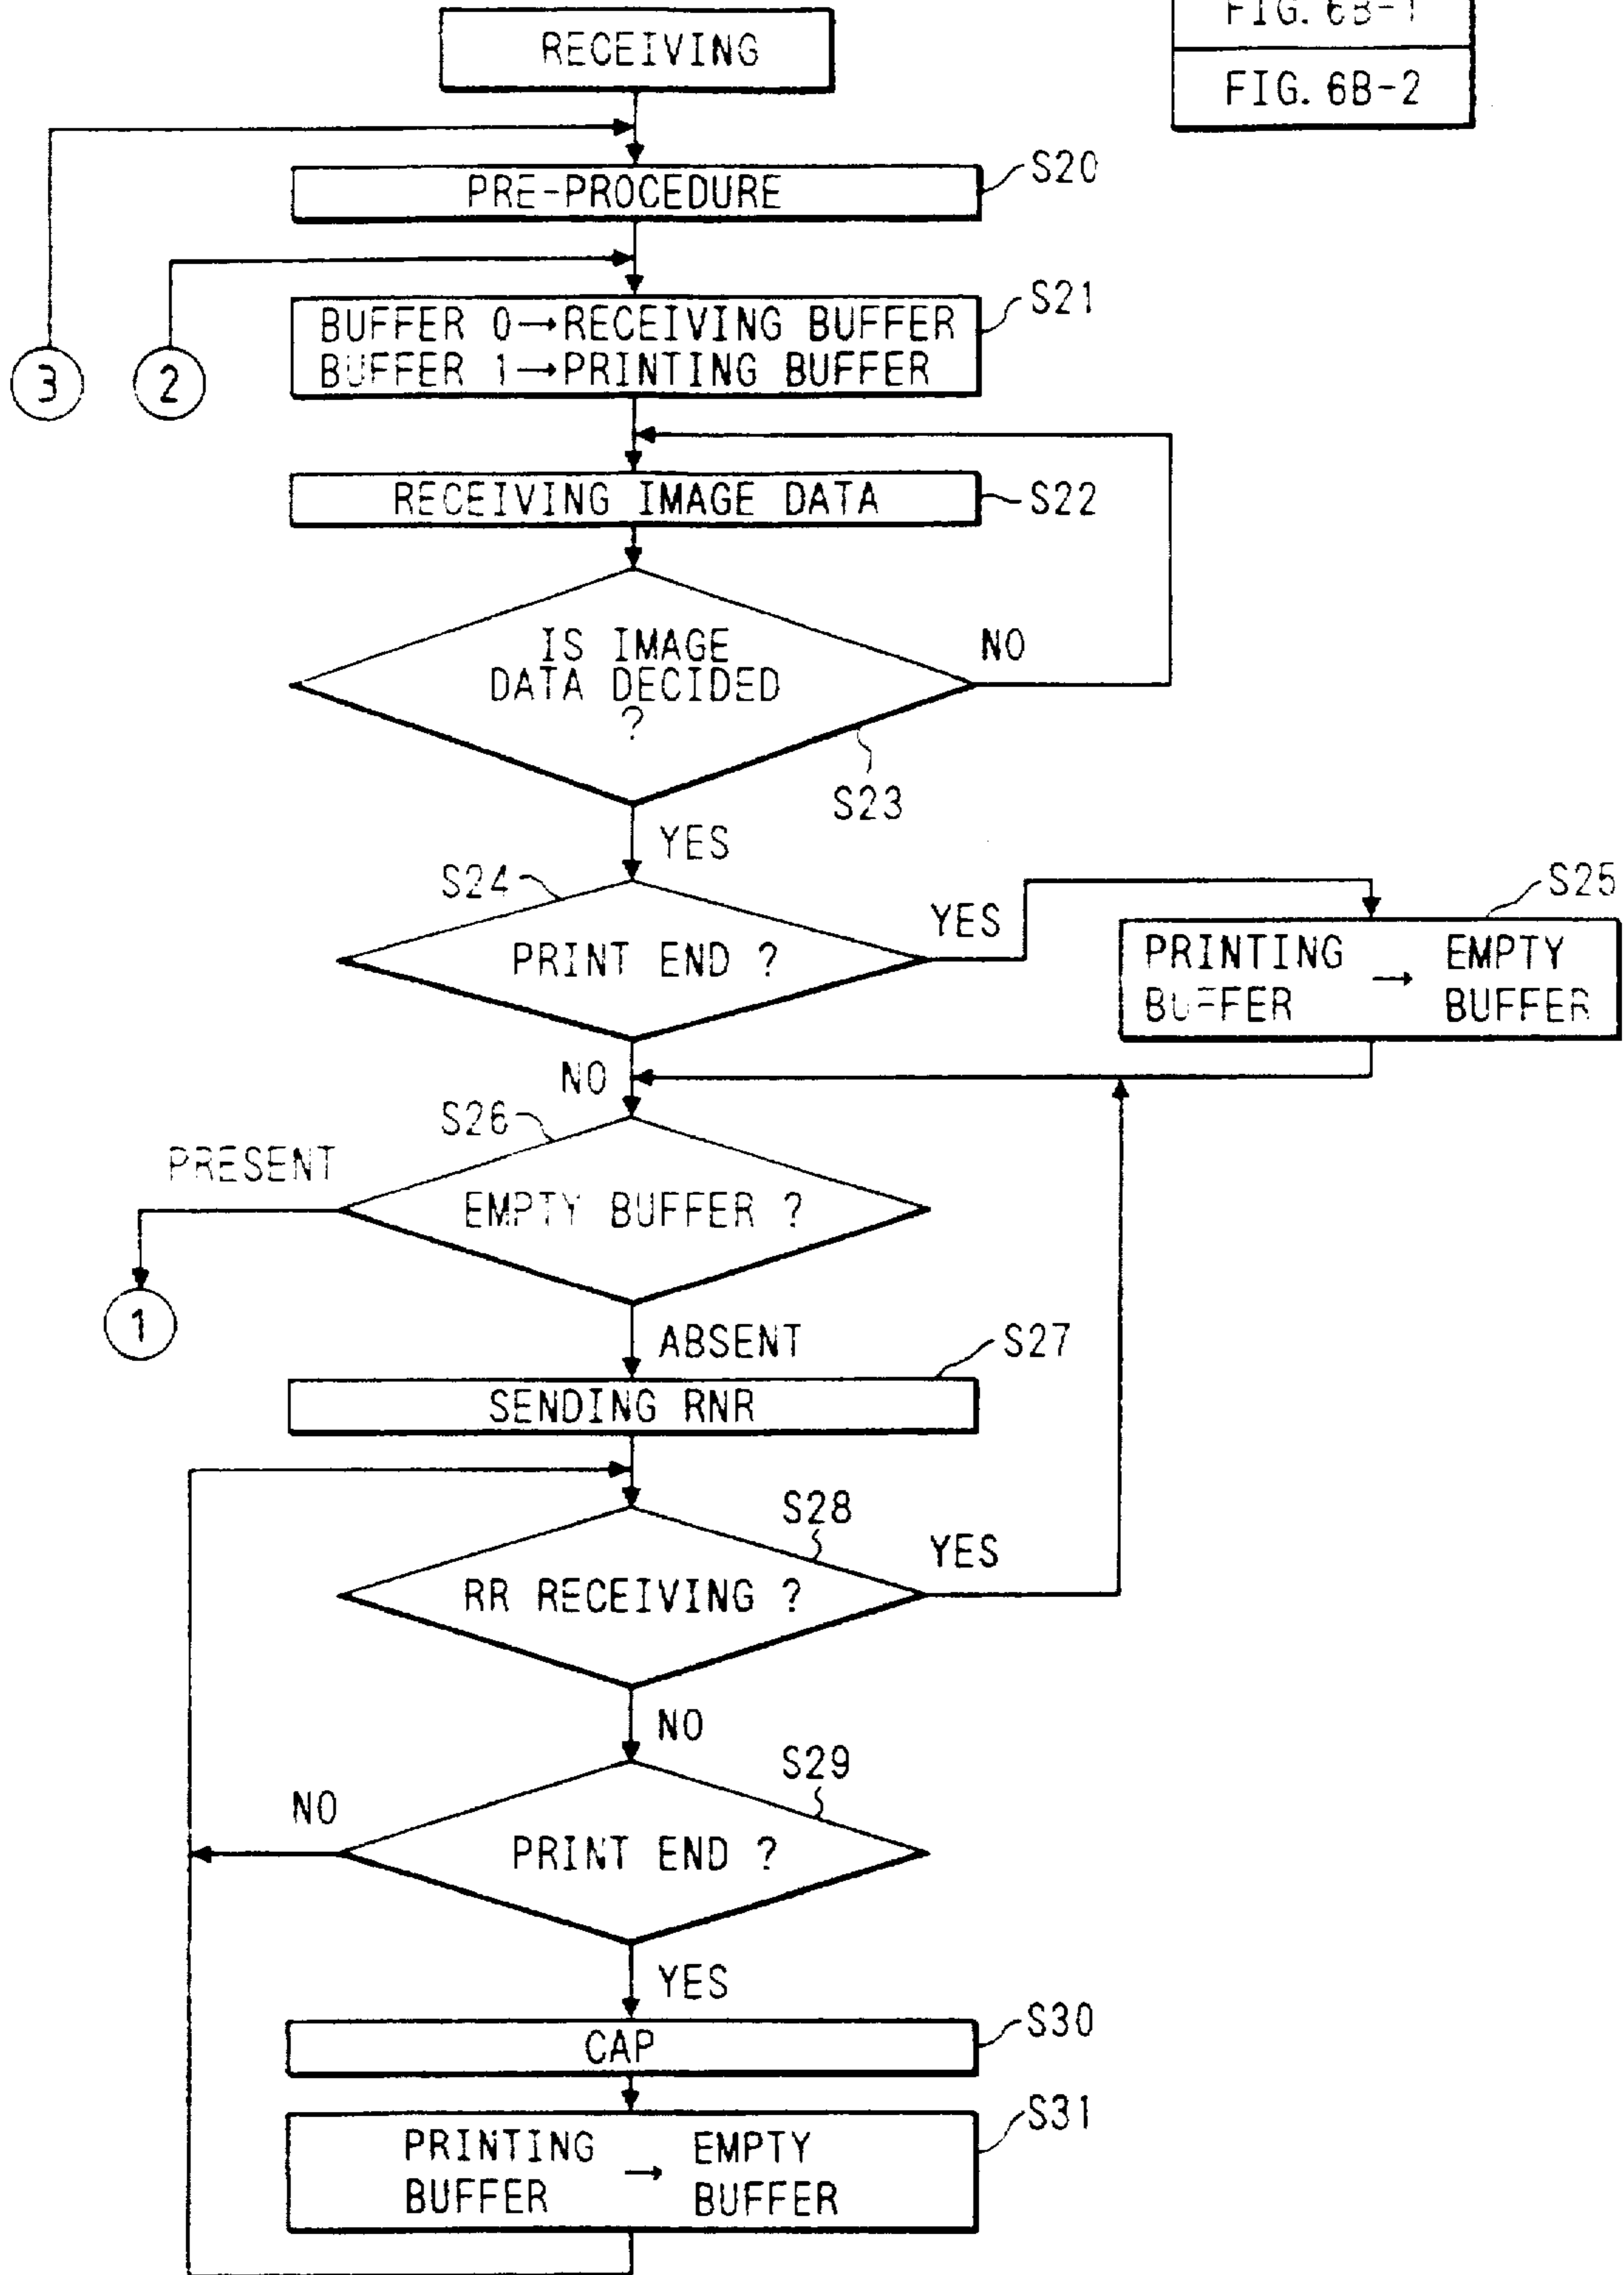 FIG. 6B-1
FIG. 6B-2
RECEIVING
PRE-PROCEDURE
S20
BUFFER 0→RECEIVING BUFFER
BUFFER 1→PRINTING BUFFER
S21
3
2
RECEIVING IMAGE DATA
S22
IS IMAGE
DATA DECIDED
?
NO
S23
YES
S24
PRINT END ?
YES
S25
PRINTING BUFFER → EMPTY BUFFER
NO
S26
PRESENT
EMPTY BUFFER ?
1
ABSENT
S27
SENDING RNR
S28
RR RECEIVING ?
YES
NO
S29
NO
PRINT END ?
YES
CAP
S30
S31
PRINTING BUFFER → EMPTY BUFFER